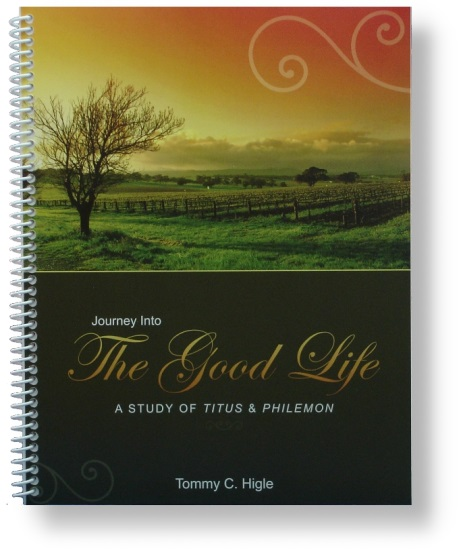 Journey Into
The Good Life
A STUDY OF TITUS & PHILEMON
Tommy C. Higle